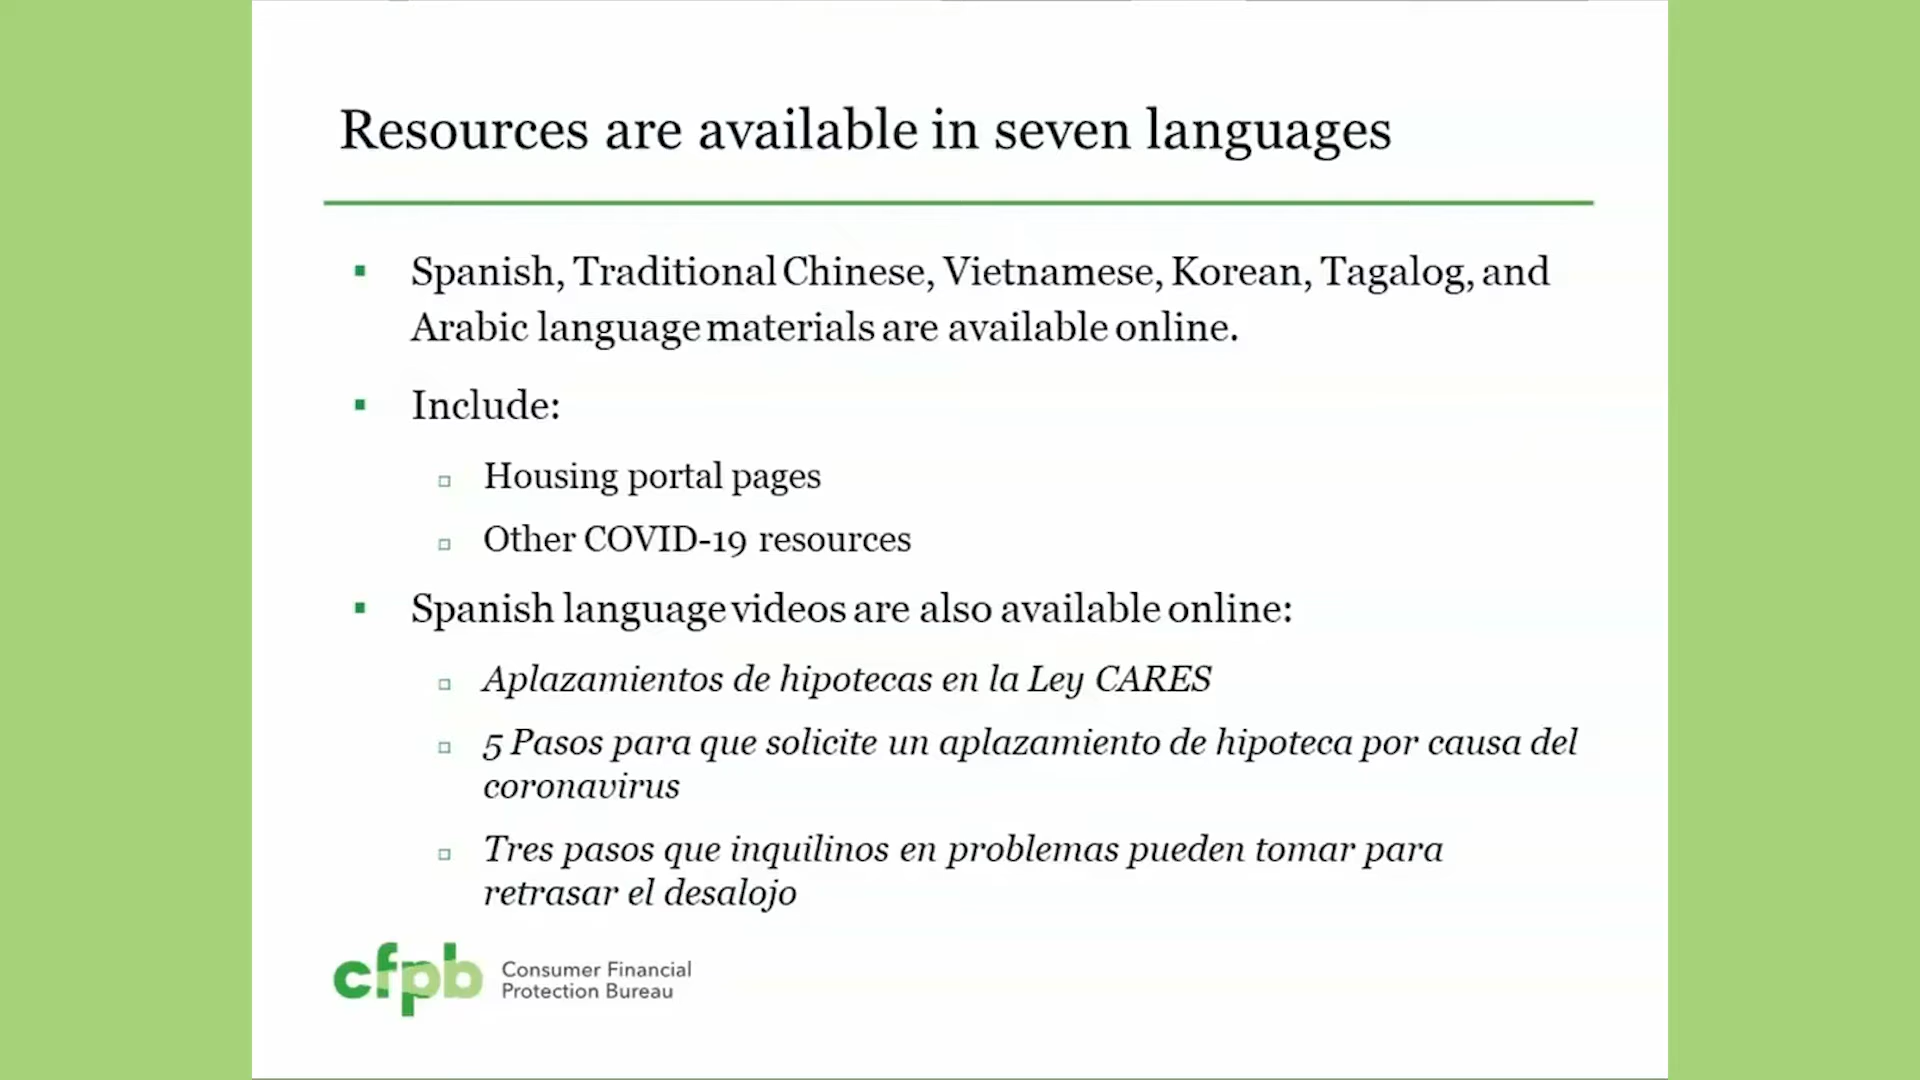 Resources are available in seven languages
Spanish, Traditional Chinese, Vietnamese, Korean, Tagalog, and
Arabic language materials are available online.
Include:
Housing portal pages
Other COVID-19 resources
Spanish language videos are also available online:
Aplazamientos de hipotecas en la Ley CARES
5 Pasos para que solicite un aplazamiento de hipoteca por causa del
coronavirus
Tres pasos que inquilinos en problemas pueden tomar para
retrasar el desalojo
cfpb
Consumer Financial
Protection Bureau